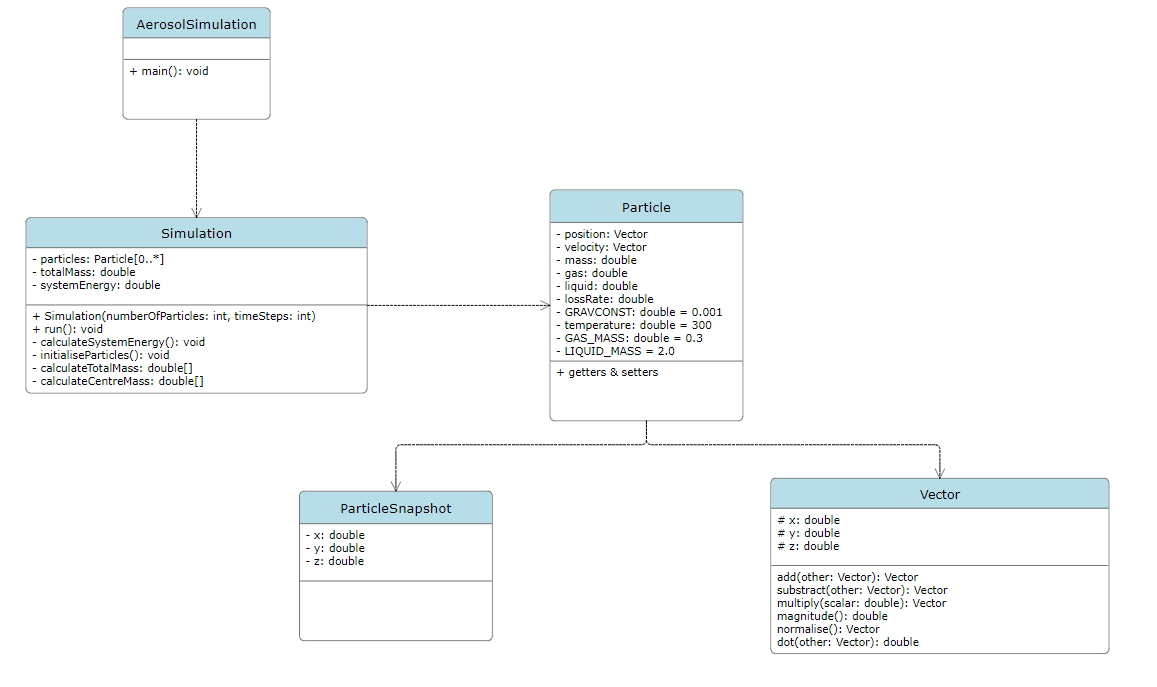 AerosolSimulation
+ main(): void
Simulation
- particles: Particle[0..*]
- totalMass: double
- systemEnergy: double
+ Simulation(numberOfParticles: int, timeSteps: int)
+ run(): void
- calculateSystemEnergy(): void
- initialiseParticles(): void
- calculateTotalMass: double[]
- calculateCentreMass: double[]
Particle
- position: Vector
- velocity: Vector
- mass: double
- gas: double
- liquid: double
- lossRate: double
- GRAVCONST: double = 0.001
- temperature: double = 300
- GAS_MASS: double = 0.3
- LIQUID_MASS = 2.0
+ getters & setters
ParticleSnapshot
- x: double
- y: double
- z: double
Vector
# x: double
# y: double
# z: double
add(other: Vector): Vector
substract(other: Vector): Vector
multiply(scalar: double): Vector
magnitude(): double
normalise(): Vector
dot(other: Vector): double